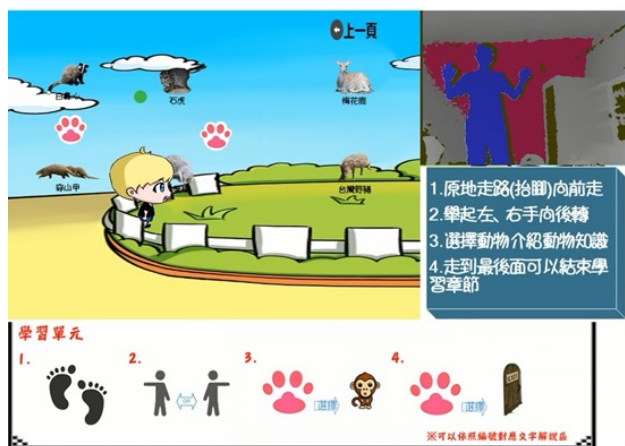 上一頁
石虎
梅花鹿
穿山甲
台灣野豬
1.原地走路(抬腳)向前走
2.舉起左、右手向後轉
3.選擇動物介紹動物知識
4.走到最後面可以結束學
習章節
學習單元
1.
2.
3.
4.
OR
選擇
選擇
EXIT
※可以依照編號對應文字解說區